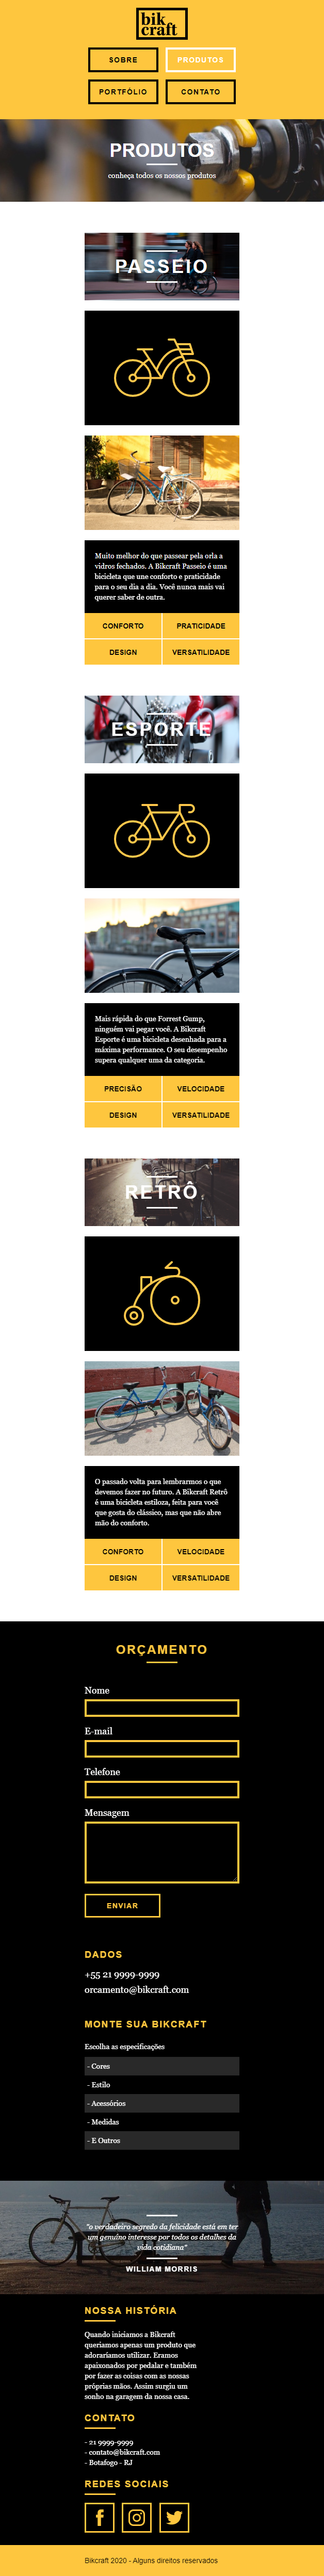 bik
craft
SOBRE
PRODUTOS
PORTFÓLIO
CONTATO
PRODUTOS
conheça todos os nossos produtos
PASSEIO
Muito melhor do que passear pela orla a
vidros fechados. A Bikcraft Passeio é uma
bicicleta que une conforto e praticidade
para o seu dia a dia. Você nunca mais vai
querer saber de outra.
CONFORTO
PRATICIDADE
DESIGN
VERSATILIDADE
ESPORTE
Mais rápida do que Forrest Gump,
ninguém vai pegar você. A Bikcraft
Esporte é uma bicicleta desenhada para a
máxima performance. O seu desempenho
supera qualquer uma da categoria.
PRECISÃO
VELOCIDADE
DESIGN
VERSATILIDADE
RETRÔ
O passado volta para lembrarmos o que
devemos fazer no futuro. A Bikcraft Retrô
é uma bicicleta estiloza, feita para você
que gosta do clássico, mas que não abre
mão do conforto.
CONFORTO
VELOCIDADE
DESIGN
VERSATILIDADE
ORÇAMENTO
Nome
E-mail
Telefone
Mensagem
ENVIAR
DADOS
+55 21 9999-9999
orcamento@bikcraft.com
MONTE SUA BIKCRAFT
Escolha as especificações
- Cores
- Estilo
- Acessórios
- Medidas
- E Outros
"o verdadeiro segredo da felicidade está em ter
um genuíno interesse por todos os detalhes da
vida cotidiana"
WILLIAM MORRIS
NOSSA HISTÓRIA
Quando iniciamos a Bikcraft
queríamos apenas um produto que
adoraríamos utilizar. Eramos
apaixonados por pedalar e também
por fazer as coisas com as nossas
próprias mãos. Assim surgiu um
sonho na garagem da nossa casa.
CONTATO
- 21 9999-9999
- contato@bikcraft.com
- Botafogo - RJ
REDES SOCIAIS
Bikcraft 2020 - Alguns direitos reservados